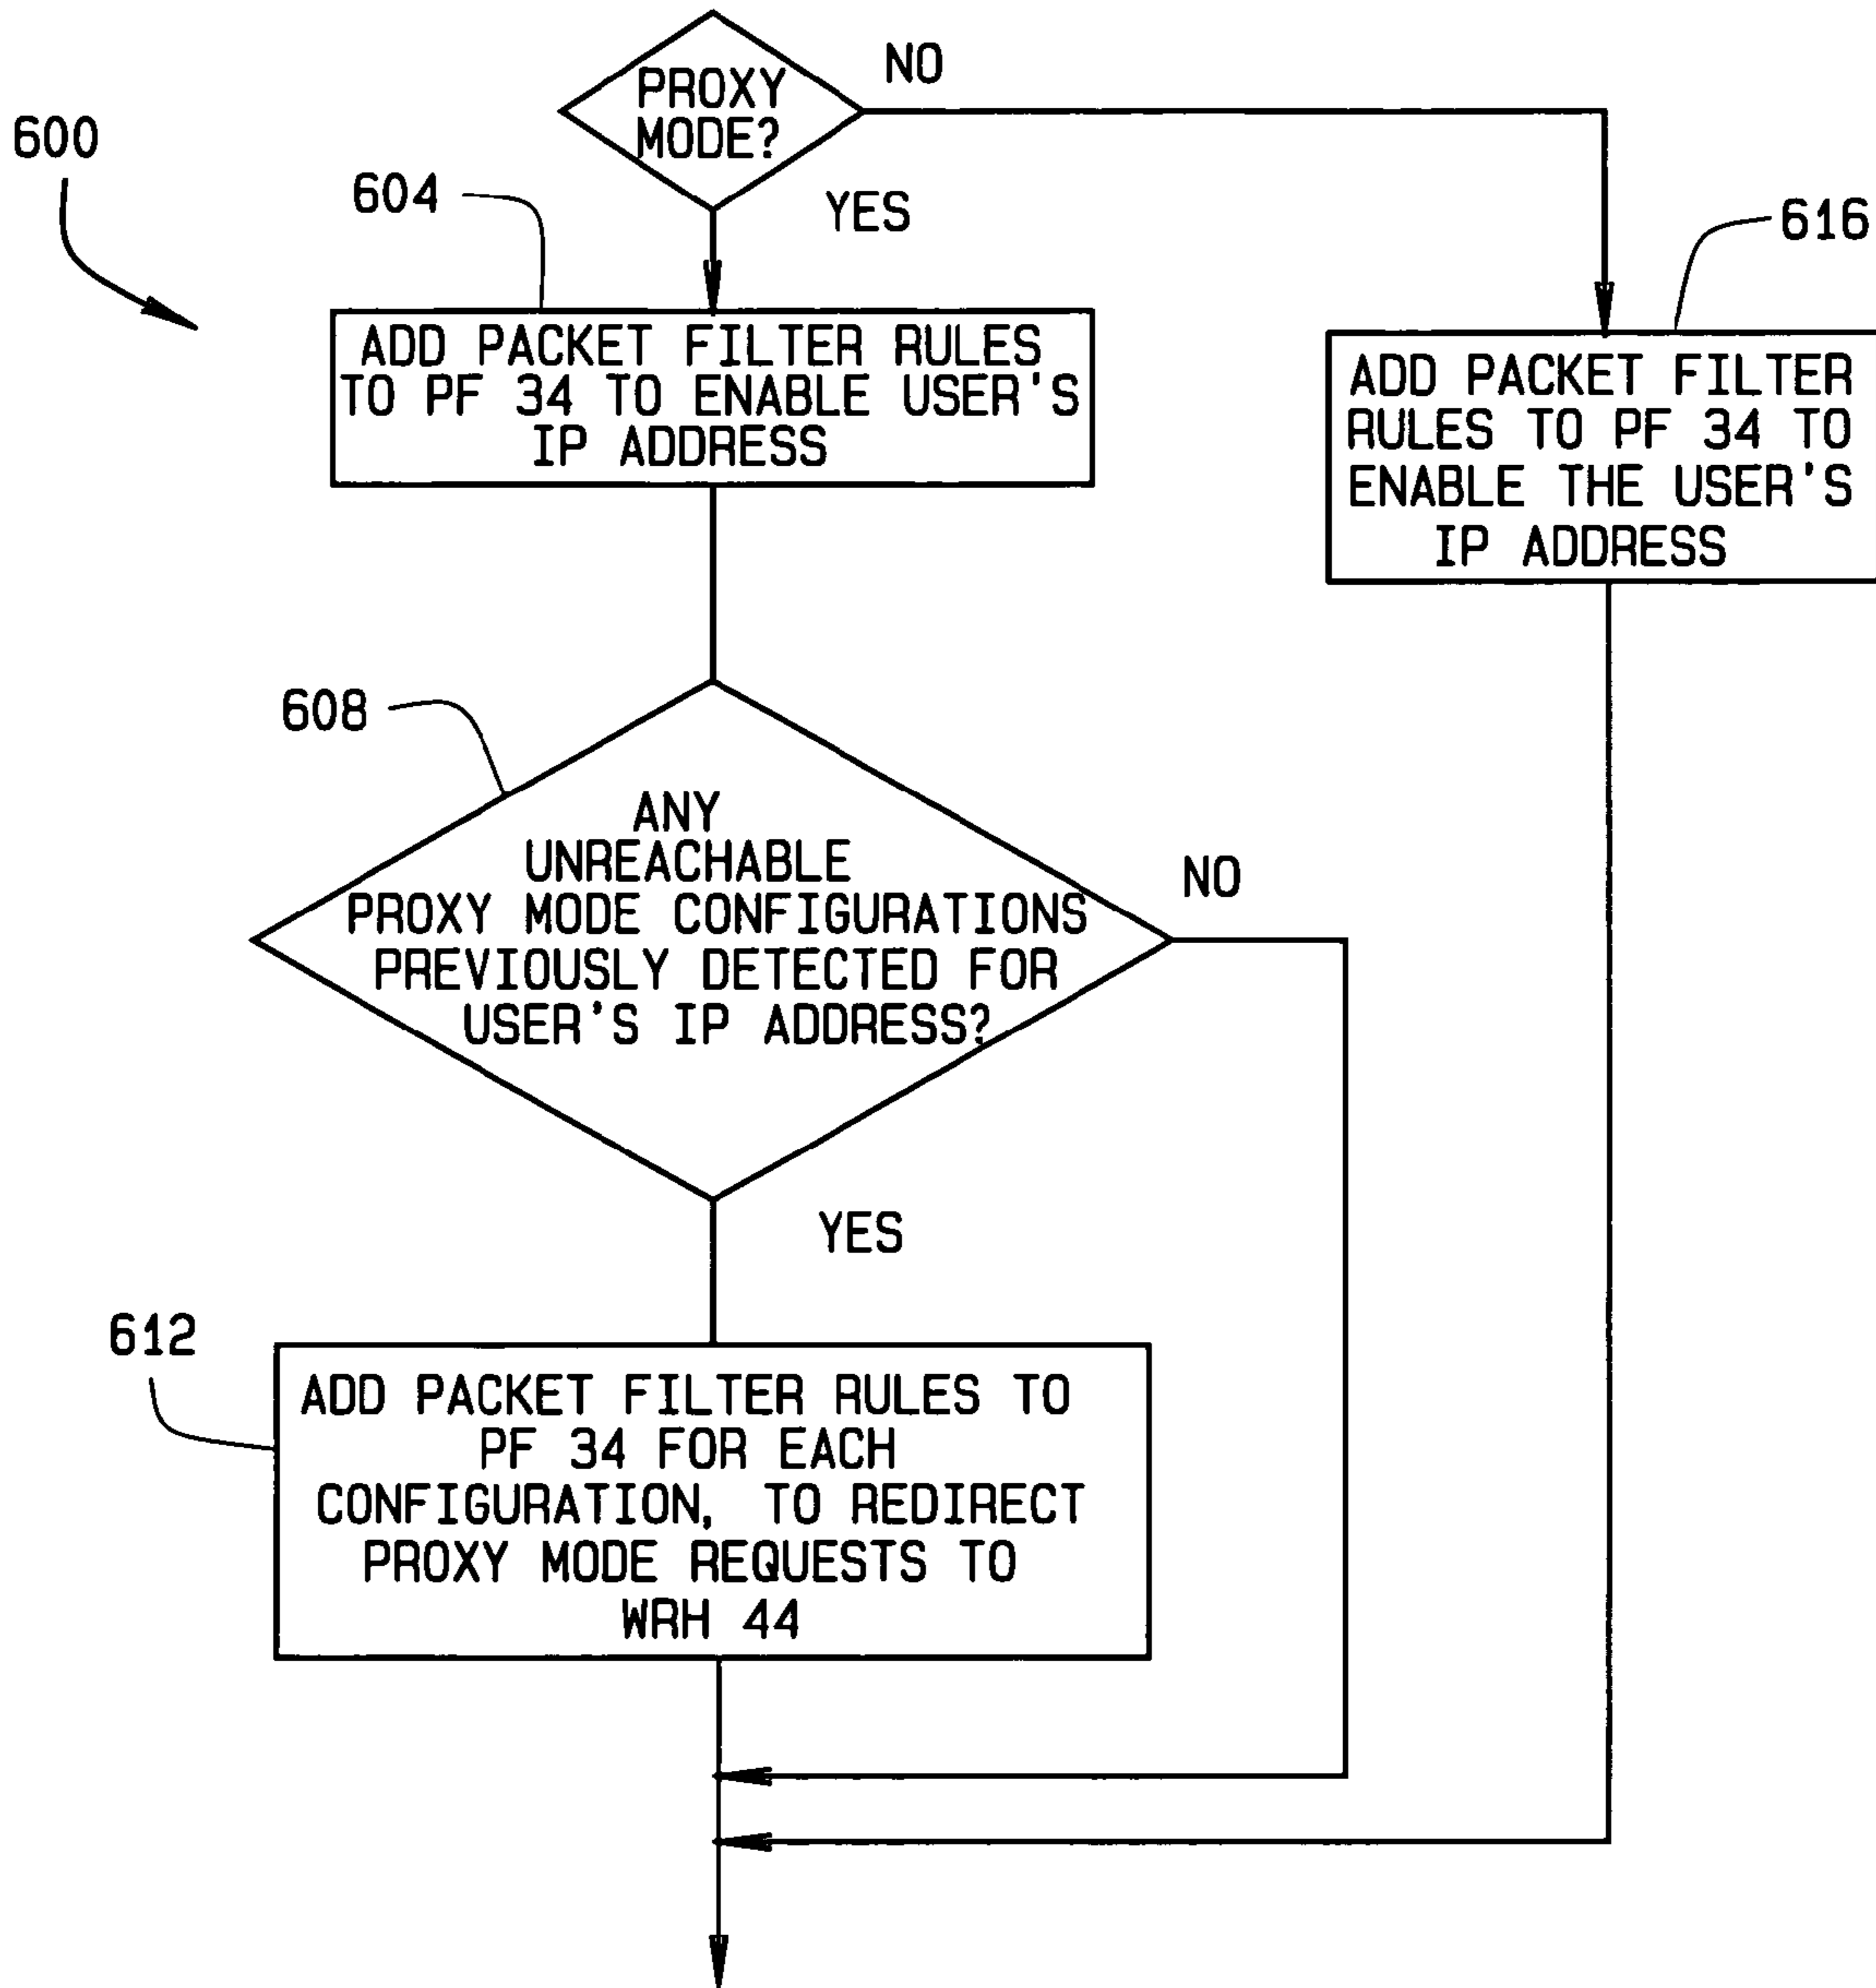 PROXY
MODE?
NO
600
604
YES
616
ADD PACKET FILTER RULES
TO PF 34 TO ENABLE USER'S
IP ADDRESS
ADD PACKET FILTER
RULES TO PF 34 TO
ENABLE THE USER'S
IP ADDRESS
608
ANY
UNREACHABLE
PROXY MODE CONFIGURATIONS
PREVIOUSLY DETECTED FOR
USER'S IP ADDRESS?
NO
YES
612
ADD PACKET FILTER RULES TO
PF 34 FOR EACH
CONFIGURATION, TO REDIRECT
PROXY MODE REQUESTS TO
WRH 44